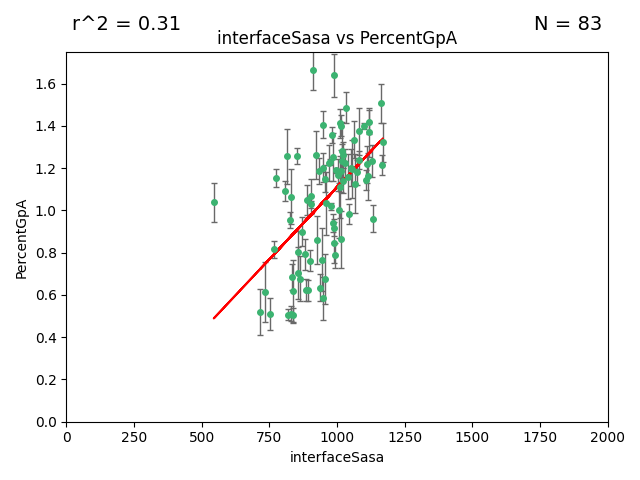 r^2 = 0.31
N = 83
interfaceSasa vs PercentGpA
PercentGpA
1.6
1.4
1.2
1.0
0.8
0.6
0.4
0.2
0.0
0 250 500 750 1000 1250 1500 1750 2000
interfaceSasa